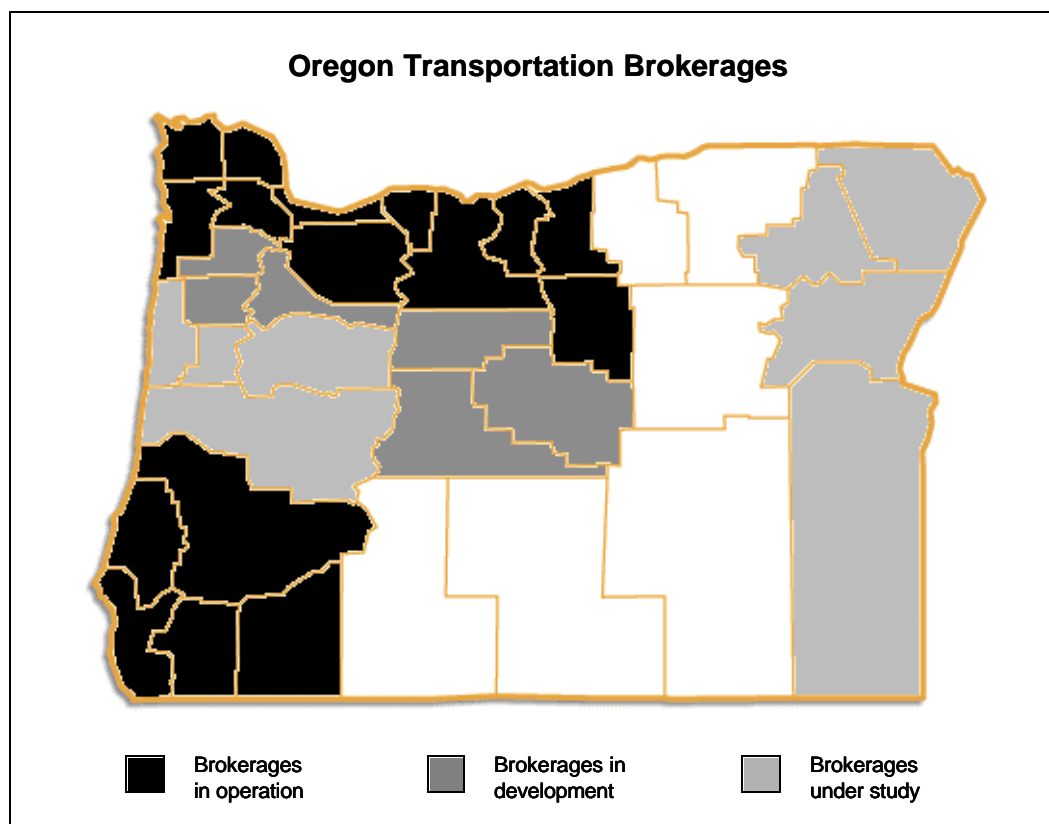 Oregon Transportation Brokerages
Brokerages
in operation
Brokerages in
development
Brokerages
under study